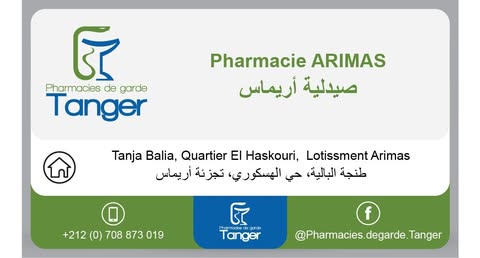 Pharmacies de garde
Tanger
Pharmacie ARIMAS
صيدلية أريماس
Tanja Balia, Quartier El Haskouri, Lotissment Arimas
طنجة البالية، حي الهسكوري، تجزئة أريماس
+212 (0) 708 873 019
Pharmacies de garde
Tanger
f
@Pharmacies.degarde.Tanger